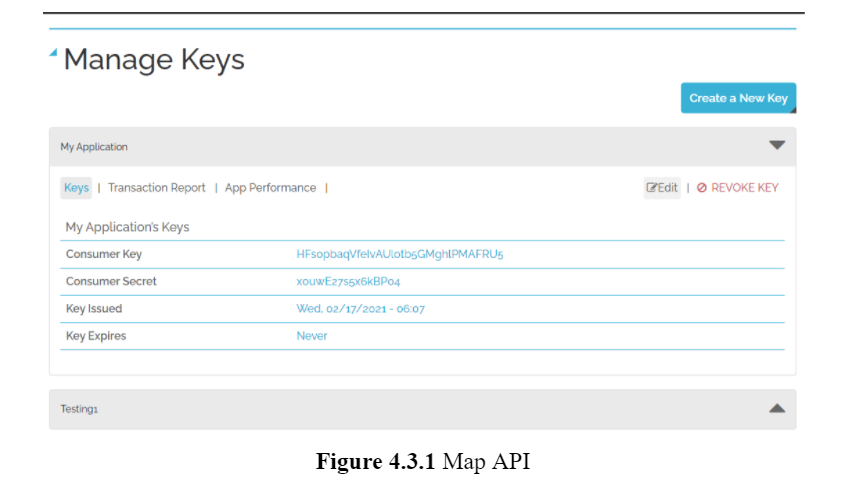 Manage Keys
Create a New Key
My Application
Keys | Transaction Report | App Performance |
Edit | REVOKE KEY
My Application's Keys
Consumer Key HFsopbaqVfeIvAUlotb5GMghlPMAFRU5
Consumer Secret xouwE27s5x6kBP04
Key Issued Wed, 02/17/2021 - 06:07
Key Expires Never
Testing1
Figure 4.3.1 Map API